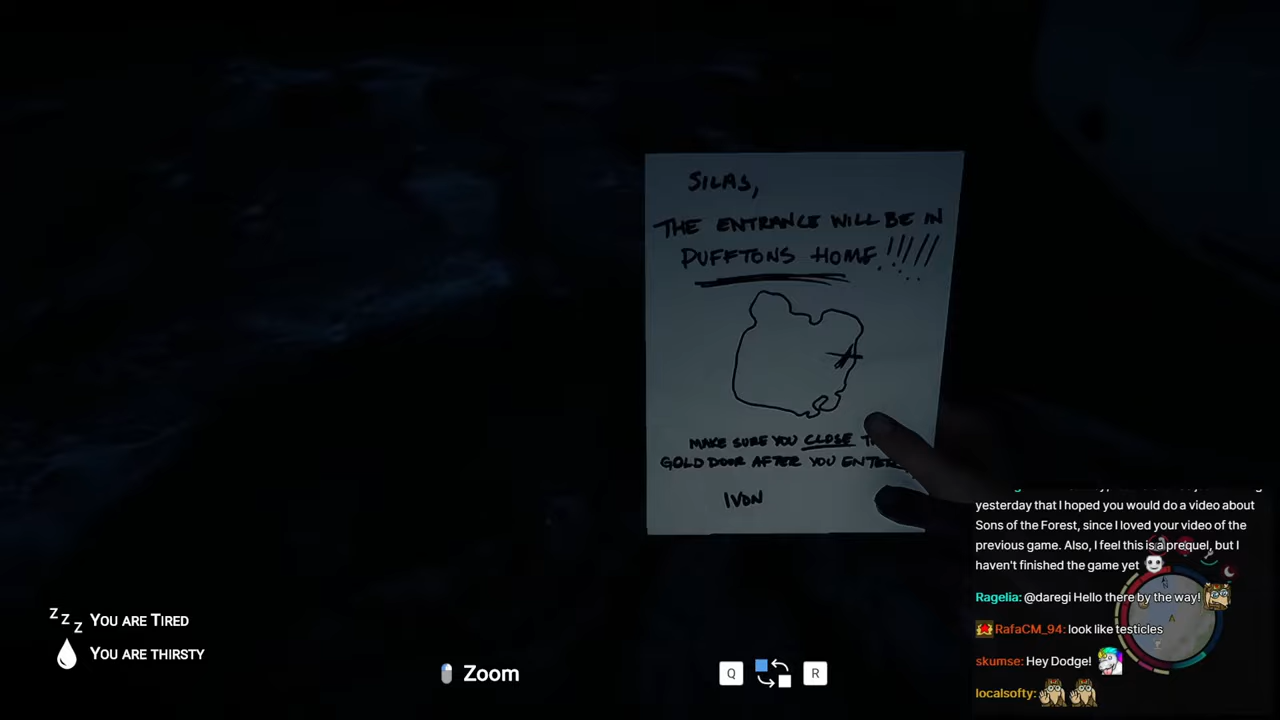 SILAS,
THE ENTRANCE WILL BE IN
PUFFTONS HOME!!!!!
MAKE SURE YOU CLOSE
GOLD DOOR AFTER YOU ENTER
IVDN
yesterday that I hoped you would do a video about
Sons of the Forest, since I loved your video of the
previous game. Also, I feel this is a prequel, but I
haven't finished the game yet
Ragelia: @daregi Hello there by the way!
RafaCM_94: look like testicles
skumse: Hey Dodge!
localsofty:
Zzz YOU ARE TIRED
YOU ARE THIRSTY
Zoom
Q R